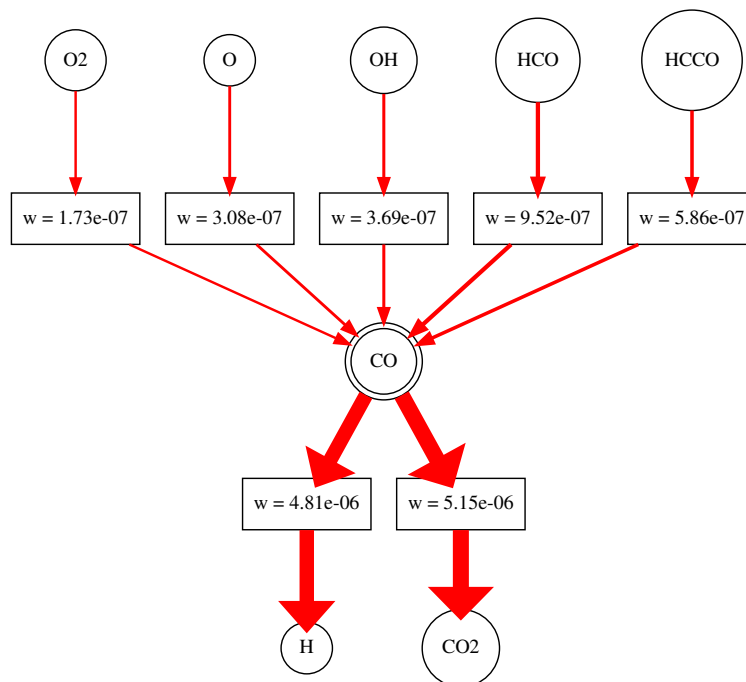 O2
O
OH
HCO
HCCO
w = 1.73e-07
w = 3.08e-07
w = 3.69e-07
w = 9.52e-07
w = 5.86e-07
CO
w = 4.81e-06
w = 5.15e-06
H
CO2